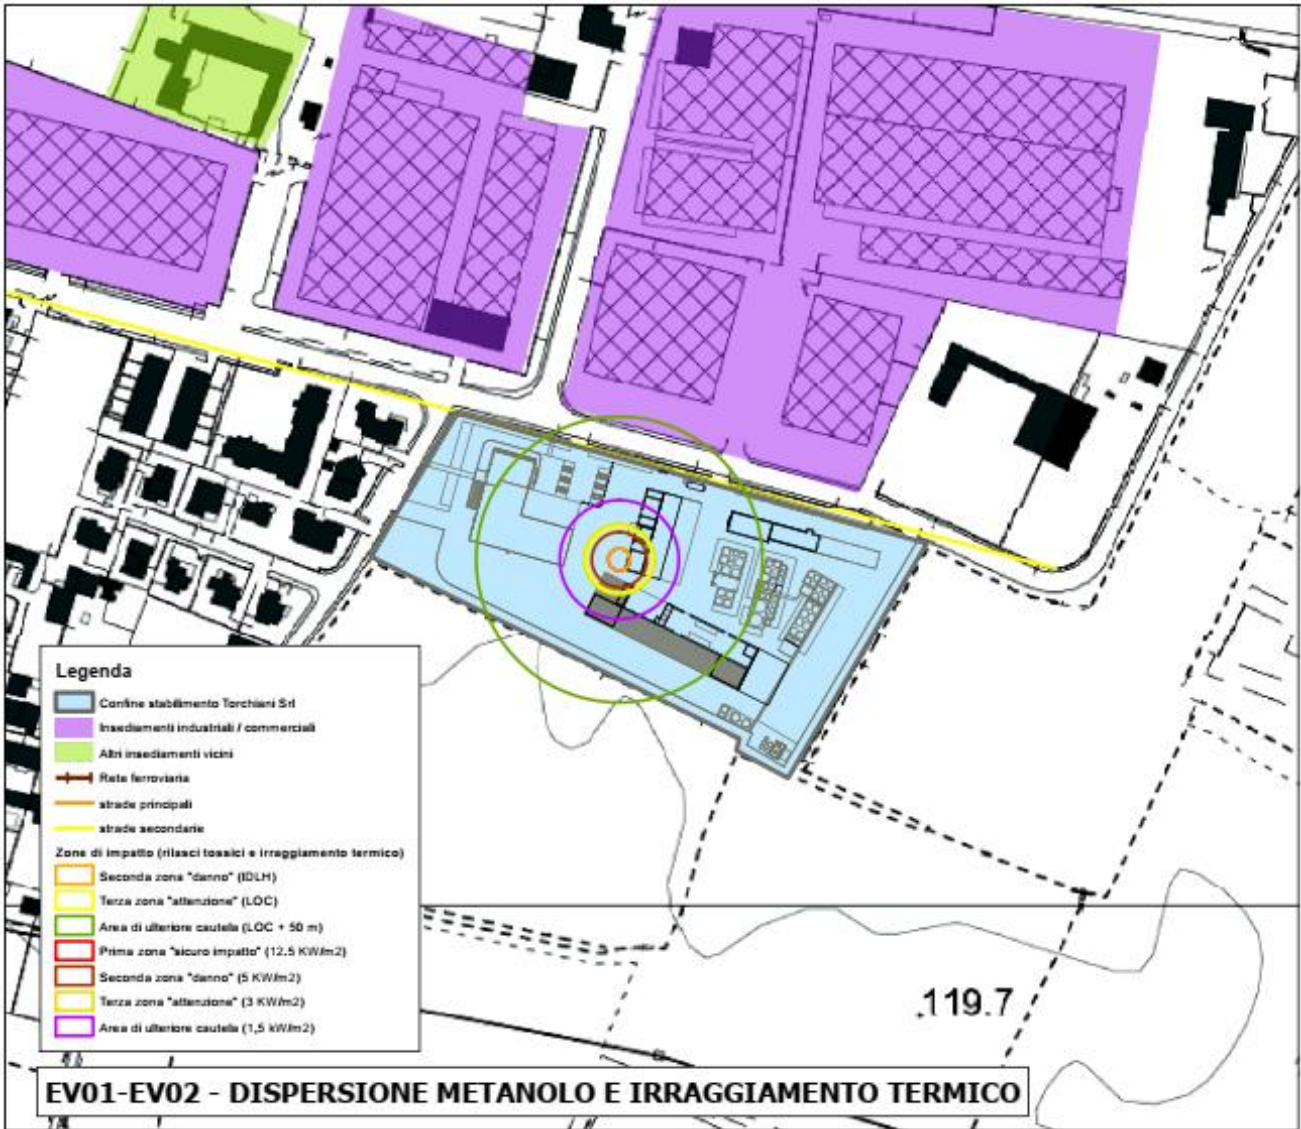 Legenda
Confine stabilimento Torchiani Srl
Insediamenti industriali / commerciali
Altri insediamenti vicini
Rete ferroviaria
strade principali
strade secondarie
Zone di impatto (rilasci tossici e irraggiamento termico)
Seconda zona "danno" (IDLH)
Terza zona "attenzione" (LOC)
Area di ulteriore cautela (LOC + 50 m)
Prima zona "sicuro impatto" (12,5 KW/m2)
Seconda zona "danno" (5 KW/m2)
Terza zona "attenzione" (3 KW/m2)
Area di ulteriore cautela (1,5 kW/m2)
.119.7
EV01-EV02 - DISPERSIONE METANOLO E IRRAGGIAMENTO TERMICO